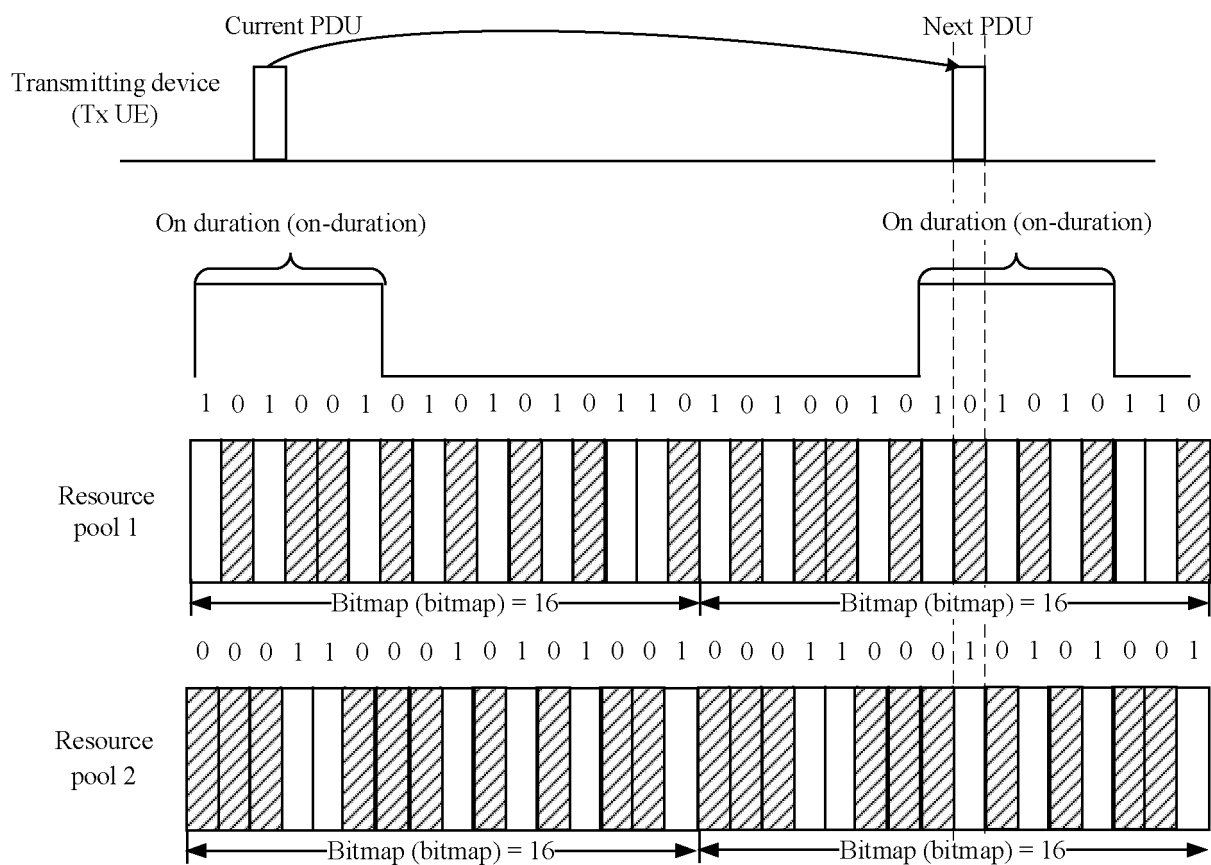 Current PDU
Next PDU
Transmitting device
(Tx UE)
On duration (on-duration)
On duration (on-duration)
1 0 1 0 0 1 0 1 0 1 0 1 0 1 1 0 1 0 1 0 0 1 0 1 0 1 0 1 0 1 1 0
Resource
pool 1
Bitmap (bitmap) = 16
Bitmap (bitmap) = 16
0 0 0 1 1 0 0 0 1 0 1 0 1 0 0 1 0 0 0 1 1 0 0 0 1 0 1 0 1 0 0 1
Resource
pool 2
Bitmap (bitmap) = 16
Bitmap (bitmap) = 16